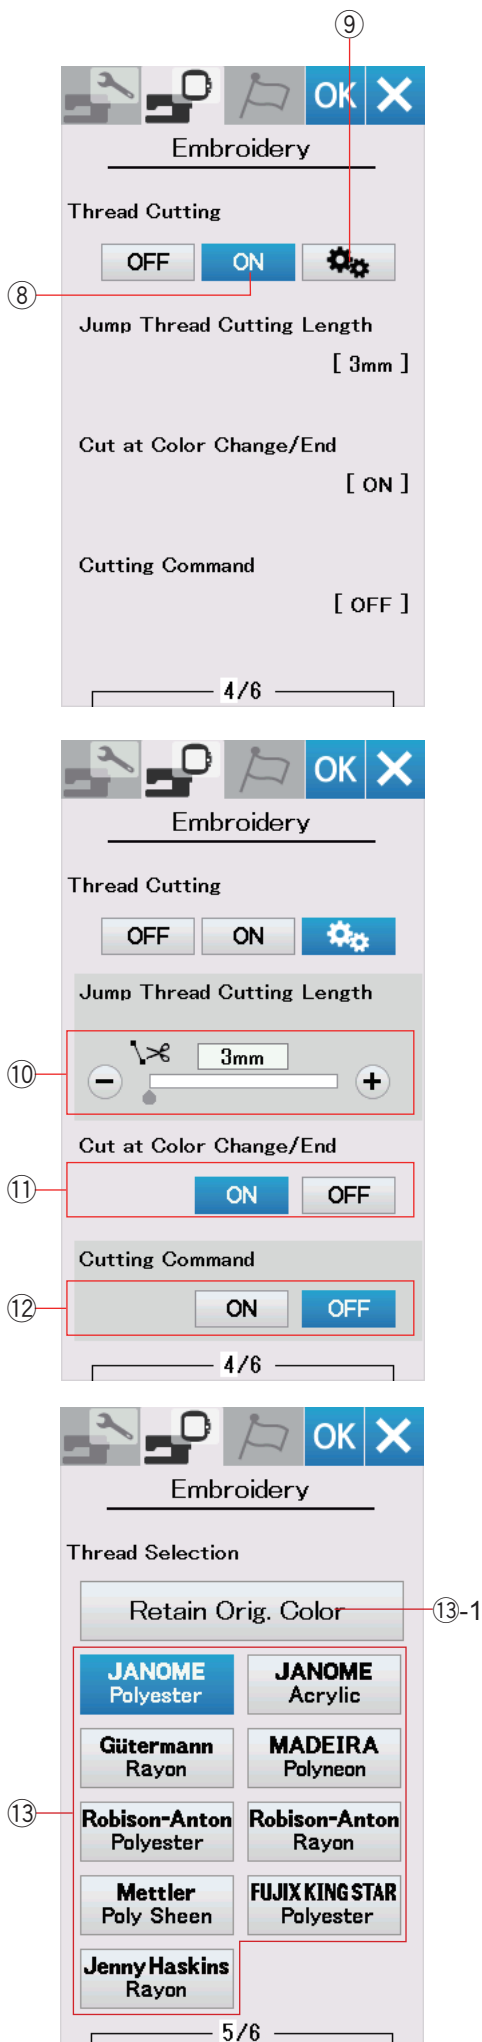 ⑨
OK
Embroidery
Thread Cutting
OFF ON
⑧
Jump Thread Cutting Length
[ 3mm ]
Cut at Color Change/End
[ ON ]
Cutting Command
[ OFF ]
4/6
OK
Embroidery
Thread Cutting
OFF ON
Jump Thread Cutting Length
3mm
⑩
− +
Cut at Color Change/End
⑪ ON OFF
Cutting Command
⑫ ON OFF
4/6
OK
Embroidery
Thread Selection
Retain Orig. Color ⑬-1
JANOME Polyester
JANOME Acrylic
Gütermann Rayon
MADEIRA Polyneon
⑬
Robison-Anton Polyester
Robison-Anton Rayon
Mettler Poly Sheen
FUJIX KING STAR Polyester
Jenny Haskins Rayon
5/6